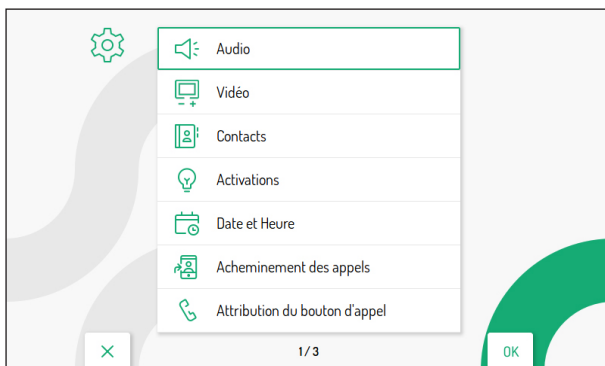 Audio
Vidéo
Contacts
Activations
Date et Heure
Acheminement des appels
Attribution du bouton d'appel
1/3
OK